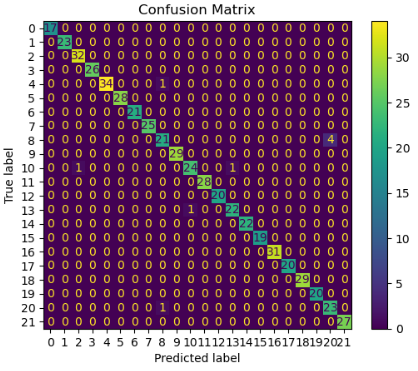 Confusion Matrix
True label
0 17 0 0 0 0 0 0 0 0 0 0 0 0 0 0 0 0 0 0 0 0 0
1 0 23 0 0 0 0 0 0 0 0 0 0 0 0 0 0 0 0 0 0 0 0
2 0 0 32 0 0 0 0 0 0 0 0 0 0 0 0 0 0 0 0 0 0 0
3 0 0 0 26 0 0 0 0 0 0 0 0 0 0 0 0 0 0 0 0 0 0
4 0 0 0 0 34 0 0 0 1 0 0 0 0 0 0 0 0 0 0 0 0 0
5 0 0 0 0 0 28 0 0 0 0 0 0 0 0 0 0 0 0 0 0 0 0
6 0 0 0 0 0 0 21 0 0 0 0 0 0 0 0 0 0 0 0 0 0 0
7 0 0 0 0 0 0 0 25 0 0 0 0 0 0 0 0 0 0 0 0 0 0
8 0 0 0 0 0 0 0 0 21 0 0 0 0 0 0 0 0 0 0 0 4 0
9 0 0 0 0 0 0 0 0 0 29 0 0 0 0 0 0 0 0 0 0 0 0
10 0 0 1 0 0 0 0 0 0 0 24 0 0 1 0 0 0 0 0 0 0 0
11 0 0 0 0 0 0 0 0 0 0 0 28 0 0 0 0 0 0 0 0 0 0
12 0 0 0 0 0 0 0 0 0 0 0 0 20 0 0 0 0 0 0 0 0 0
13 0 0 0 0 0 0 0 0 0 0 1 0 0 22 0 0 0 0 0 0 0 0
14 0 0 0 0 0 0 0 0 0 0 0 0 0 0 22 0 0 0 0 0 0 0
15 0 0 0 0 0 0 0 0 0 0 0 0 0 0 0 19 0 0 0 0 0 0
16 0 0 0 0 0 0 0 0 0 0 0 0 0 0 0 0 31 0 0 0 0 0
17 0 0 0 0 0 0 0 0 0 0 0 0 0 0 0 0 0 20 0 0 0 0
18 0 0 0 0 0 0 0 0 0 0 0 0 0 0 0 0 0 0 29 0 0 0
19 0 0 0 0 0 0 0 0 0 0 0 0 0 0 0 0 0 0 0 20 0 0
20 0 0 0 0 0 0 0 0 1 0 0 0 0 0 0 0 0 0 0 0 23 0
21 0 0 0 0 0 0 0 0 0 0 0 0 0 0 0 0 0 0 0 0 0 27
0 1 2 3 4 5 6 7 8 9 10 11 12 13 14 15 16 17 18 19 20 21
Predicted label
30
25
20
15
10
5
0